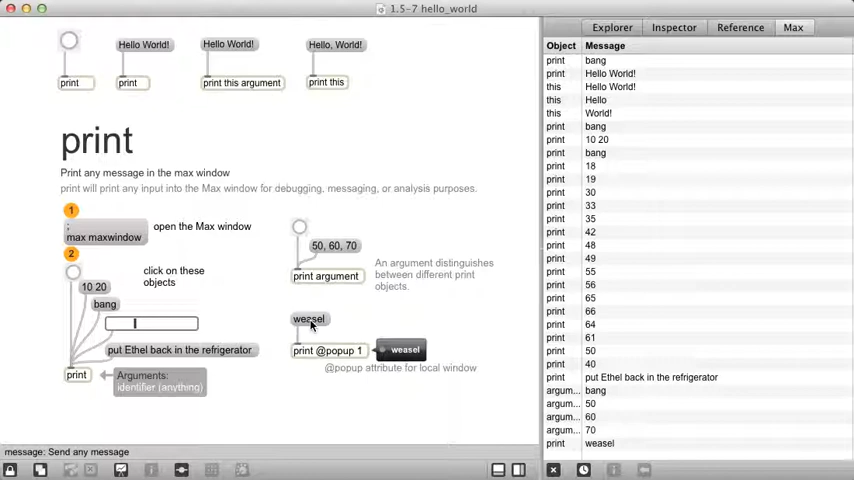 1.5-7 hello_world
Hello World!
Hello World!
Hello, World!
print
print
print this argument
print this
print
Print any message in the max window
print will print any input into the Max window for debugging, messaging, or analysis purposes.
1
;
max maxwindow
open the Max window
2
click on these
objects
10 20
bang
put Ethel back in the refrigerator
print
Arguments:
identifier (anything)
50, 60, 70
print argument
An argument distinguishes
between different print
objects.
weasel
print @popup 1
weasel
@popup attribute for local window
message: Send any message
Explorer
Inspector
Reference
Max
Object Message
print bang
print Hello World!
this Hello World!
this Hello
this World!
print bang
print 10 20
print bang
print 18
print 19
print 30
print 33
print 35
print 42
print 48
print 49
print 55
print 56
print 65
print 66
print 64
print 61
print 50
print 40
print put Ethel back in the refrigerator
argum... bang
argum... 50
argum... 60
argum... 70
print weasel